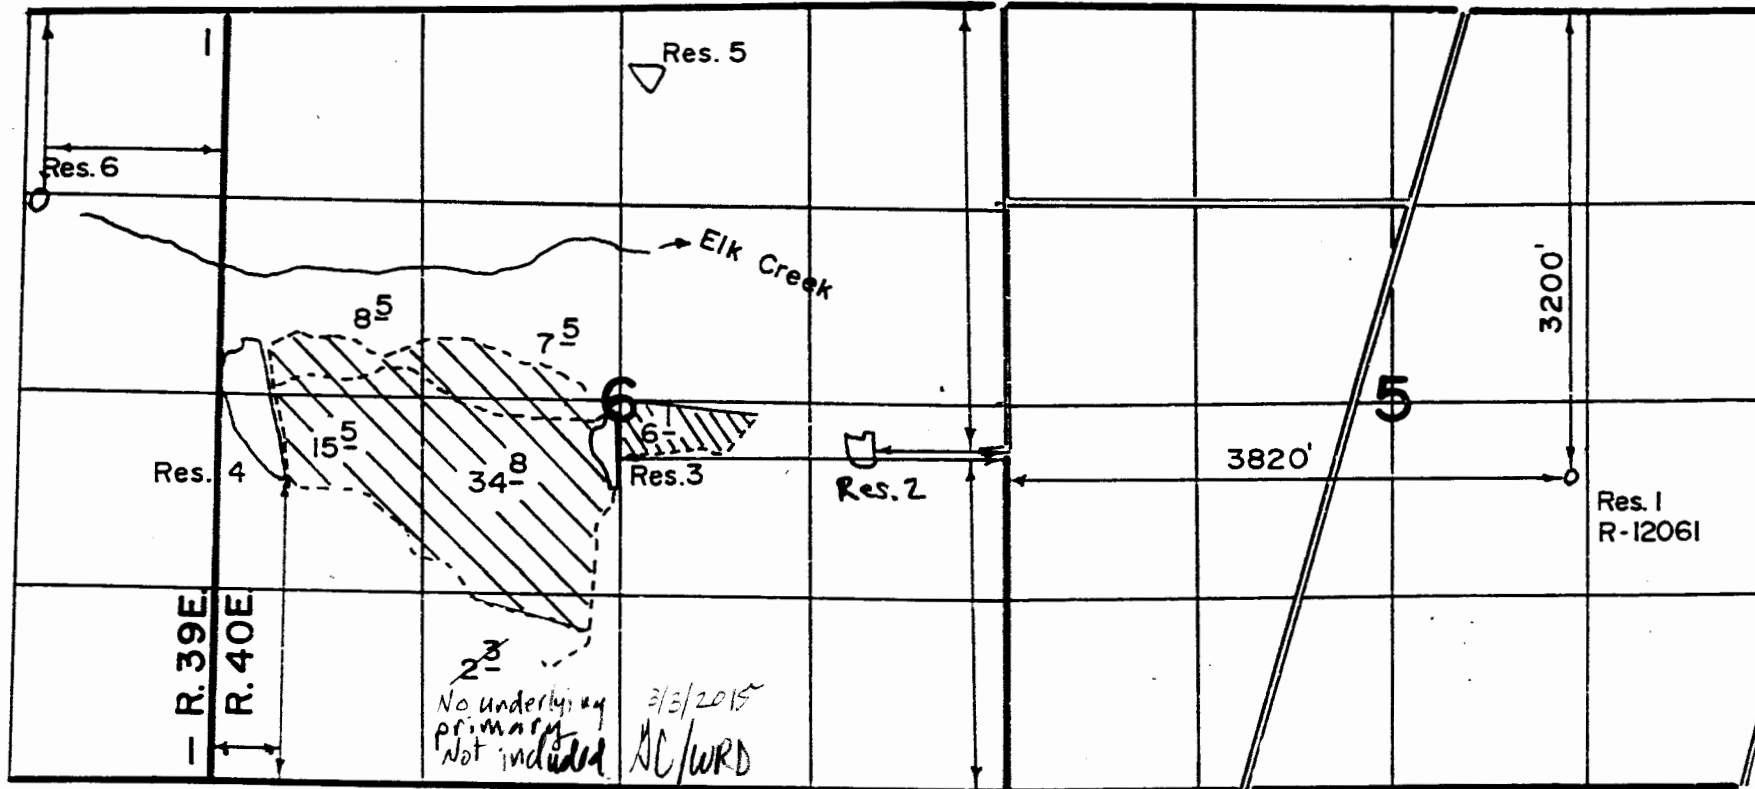 1
Res. 5
Res. 6
→ Elk Creek
8 5
7 5
3200'
6
5
6 1
15 5
34 8
Res. 4
Res. 3
Res. 2
3820'
Res. 1
R-12061
R. 39E.
R. 40E.
2 3
No underlying
primary
Not included
3/3/2015
AC/WRD